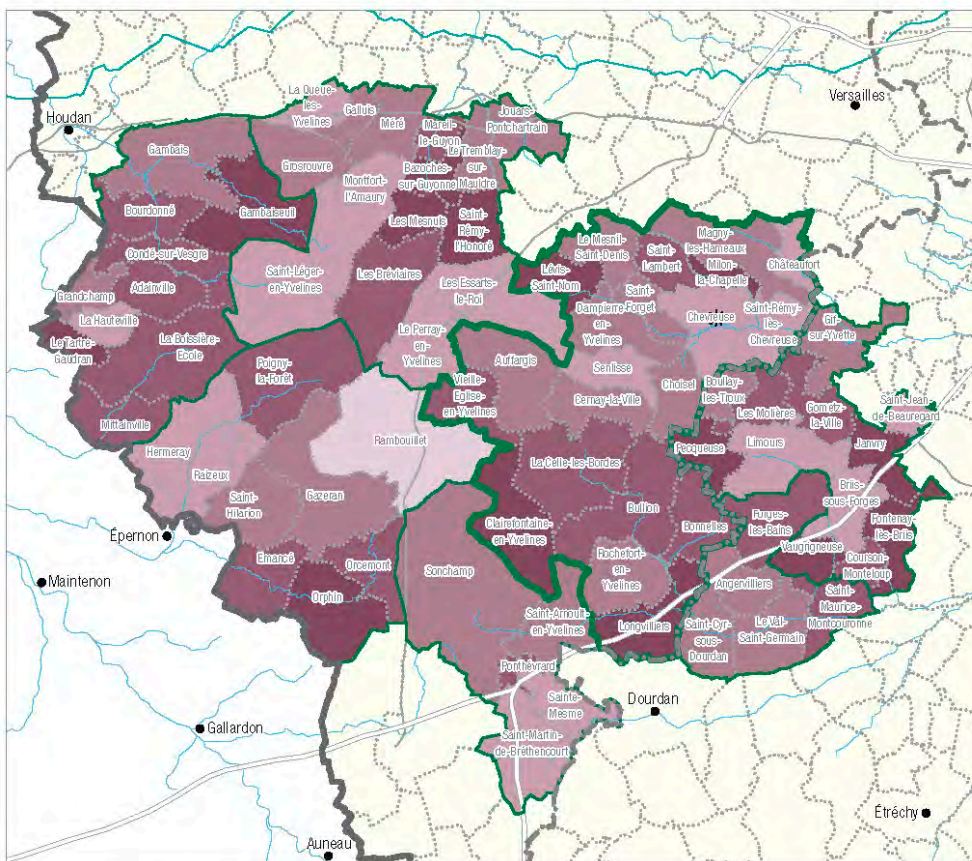 Versailles
Houdan
La Queue-
les-
Yvelines
Galluis
Méré
Mareil-
le-Guyon
Jouars-
Pontchartrain
Gambais
Grosrouvre
Le Tremblay-
sur-
Mauldre
Bazoches-
sur-Guyonne
Montfort-
l'Amaury
Bourdonné
Gambaiseuil
Les Mesnuls
Saint-
Rémy-
l'Honoré
Condé-sur-Vesgre
Le Mesnil-
Saint-Denis
Magny-
les-Hameaux
Saint
Lambert
Milon-
la-Chapelle
Châteaufort
Lévis-
Saint-Nom
Adainville
Saint-Léger-
en-Yvelines
Les Bréviaires
Les Essarts-
le-Roi
Grandchamp
La Hauteville
Saint-
Forget
Dampierre-
en-
Yvelines
Chevreuse
Saint-Rémy-
lès-
Chevreuse
Gif-
sur-Yvette
Le Tartre-
Gaudran
La Boissière-
École
Le Perray-
en-
Yvelines
Poigny-
la-Forêt
Auffargis
Senlisse
Choisel
Vieille-
Eglise-
en-Yvelines
Cernay-la-Ville
Boullay-
les-Troux
Les Molières
Gometz-
la-Ville
Saint-Jean-
de-Beauregard
Mittainville
Rambouillet
Hermeray
Raizeux
La Celle-les-Bordes
Pecqueuse
Limours
Janvry
Saint-
Hilarion
Gazeran
Bullion
Briis-
sous-Forges
Épernon
Clairefontaine-
en-Yvelines
Bonnelles
Forges-
les-Bains
Fontenay-
lès-Briis
Emancé
Orcemont
Sonchamp
Rochefort-
en-
Yvelines
Vaugrigneuse
Courson-
Monteloup
Angervilliers
Maintenon
Orphin
Saint-Arnoult-
en-Yvelines
Longvilliers
Saint-Cyr-
sous-
Dourdan
Le Val-
Saint-Germain
Saint-
Maurice-
Montcouronne
Ponthévrard
Sainte-
Mesme
Dourdan
Gallardon
Saint-Martin-
de-Bréthencourt
Étréchy
Auneau